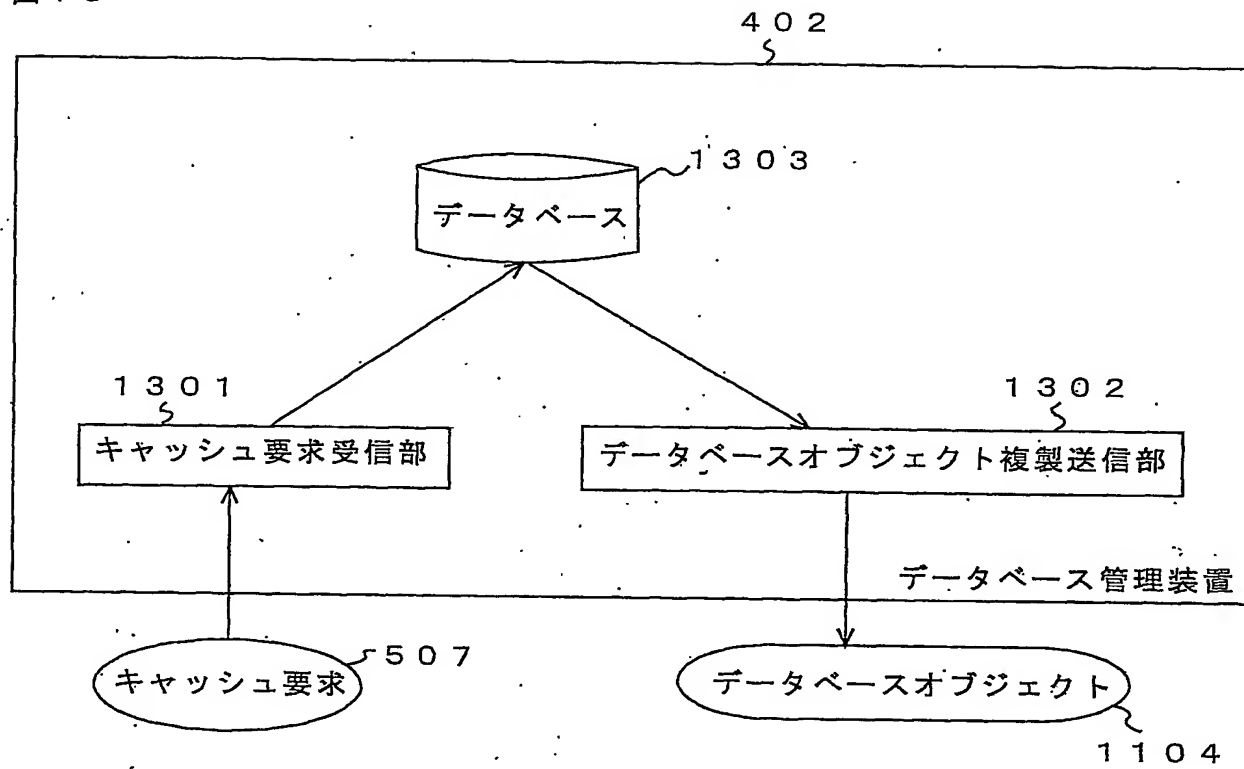 ４０２
１３０３
データベース
１３０１
１３０２
キャッシュ要求受信部
データベースオブジェクト複製送信部
データベース管理装置
５０７
キャッシュ要求
データベースオブジェクト
１１０４